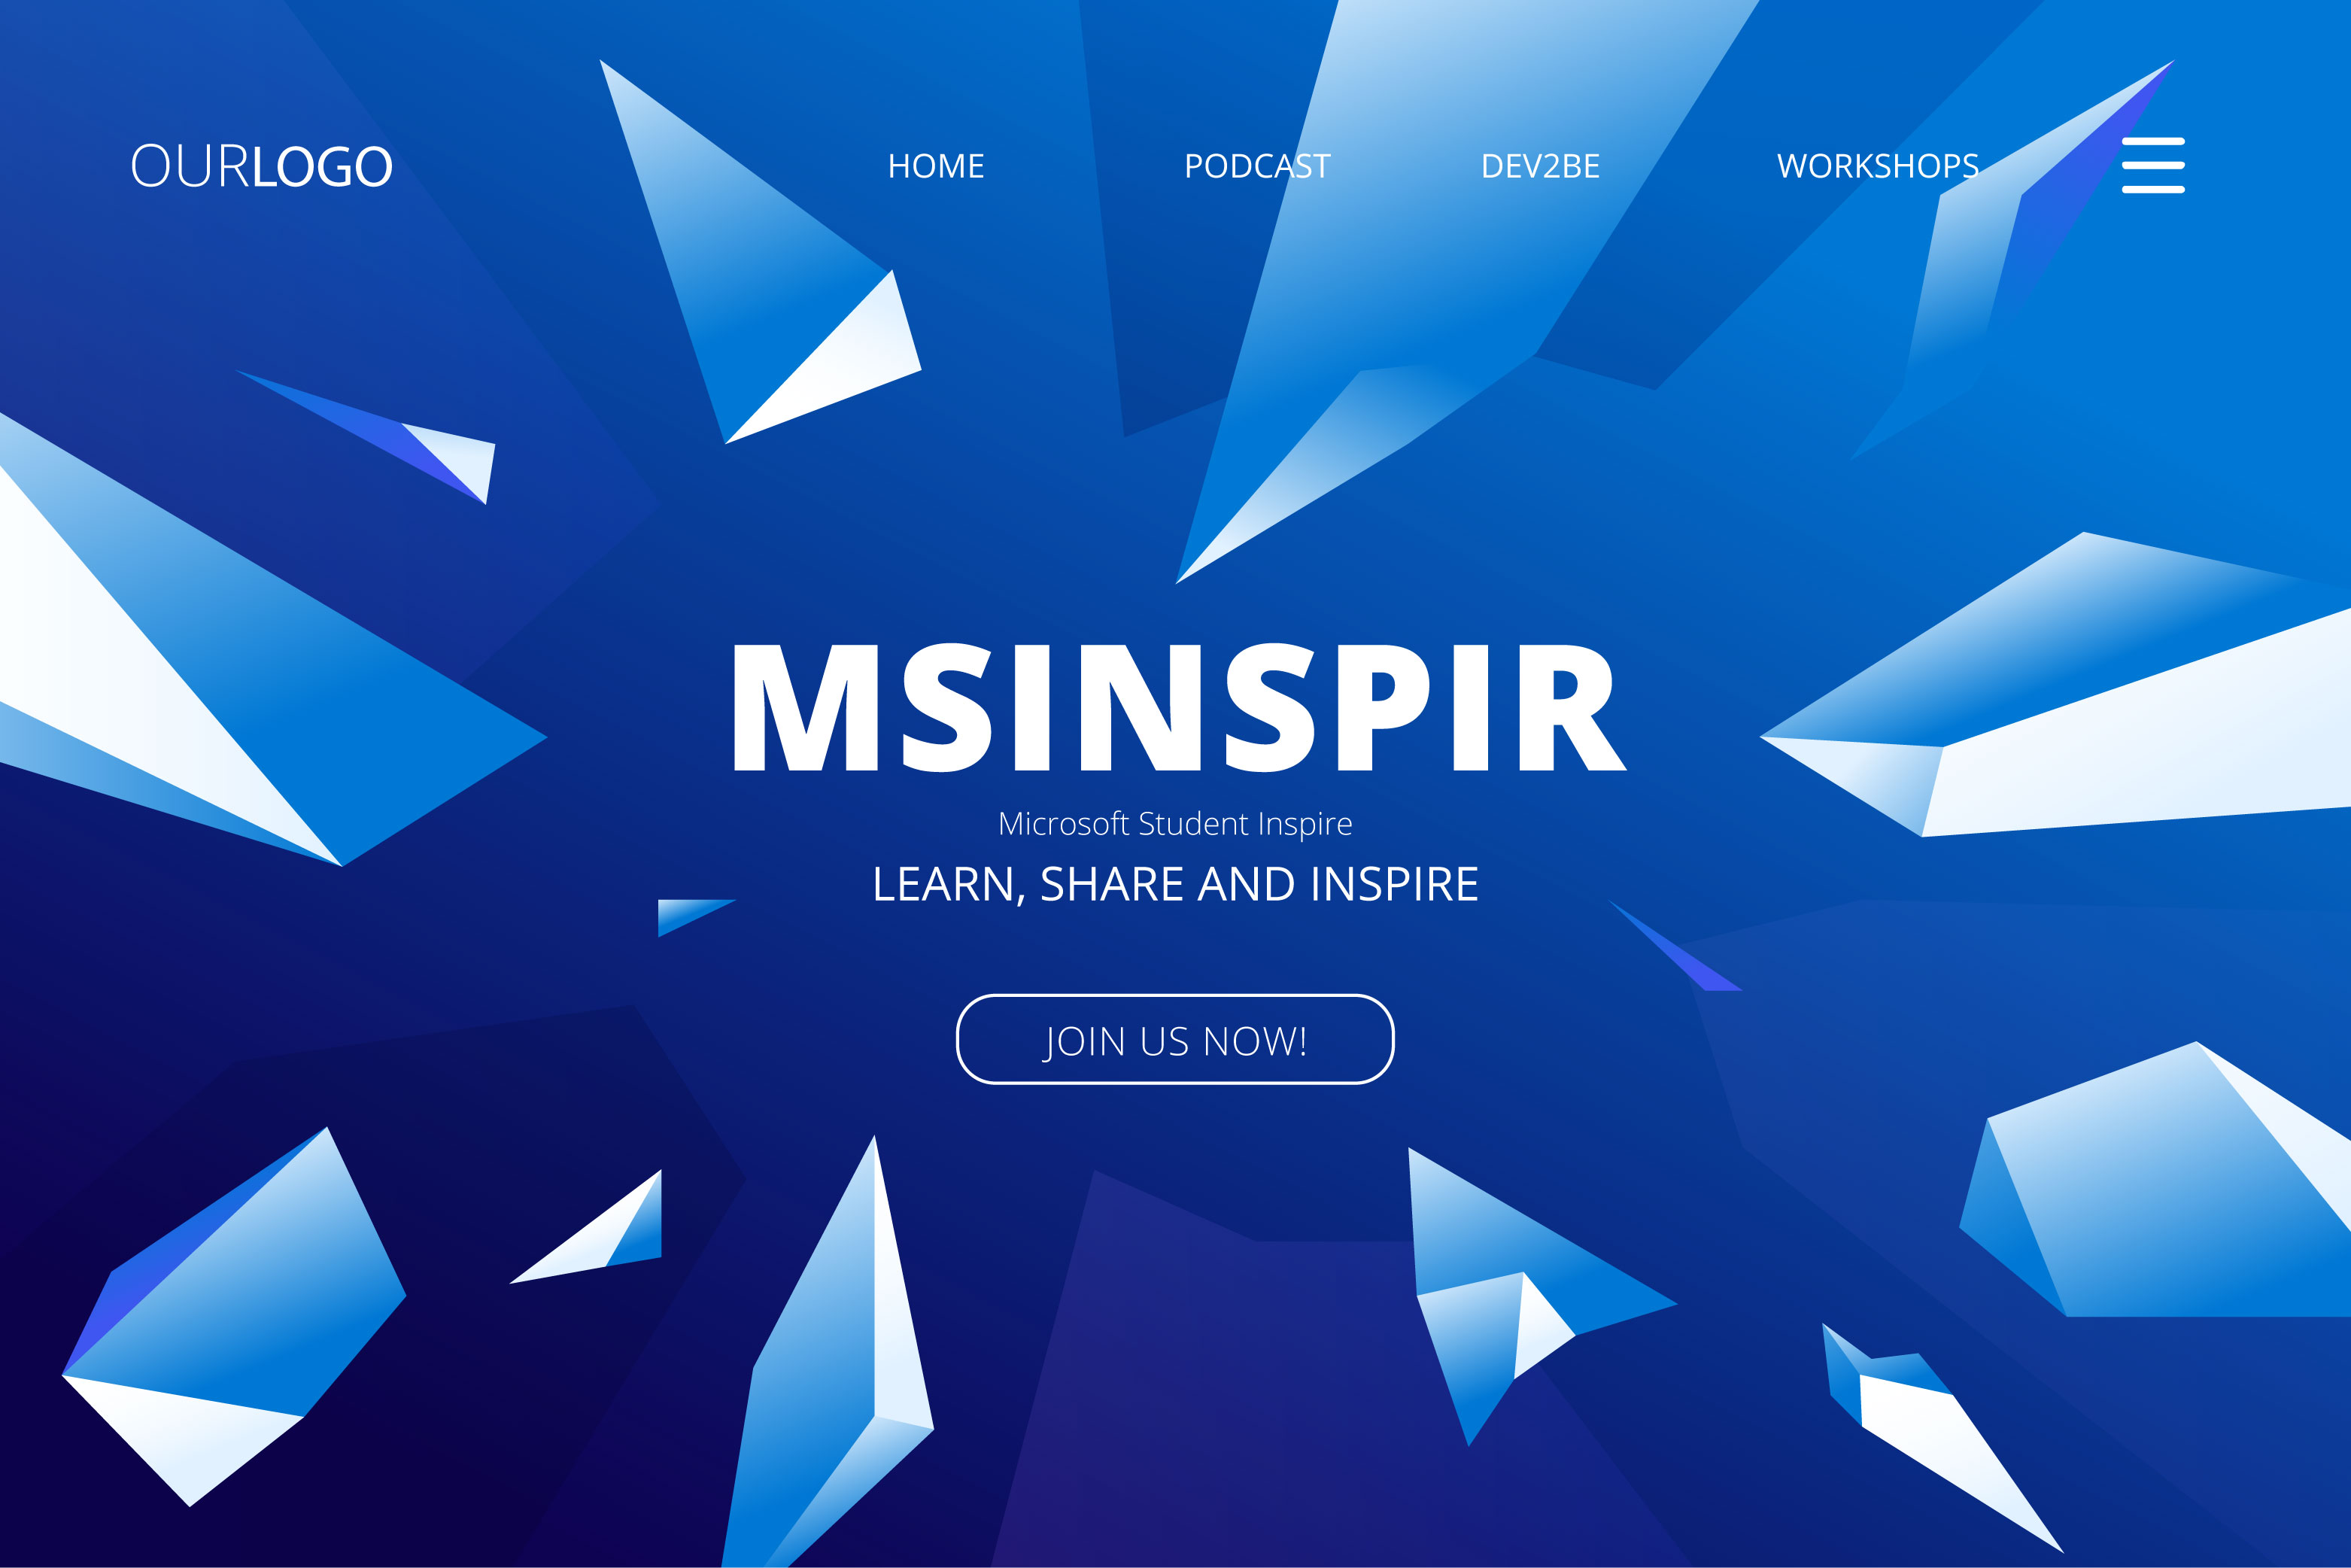 OURLOGO HOME PODCAST DEV2BE WORKSHOPS
MSINSPIR
Microsoft Student Inspire
LEARN, SHARE AND INSPIRE
JOIN US NOW!